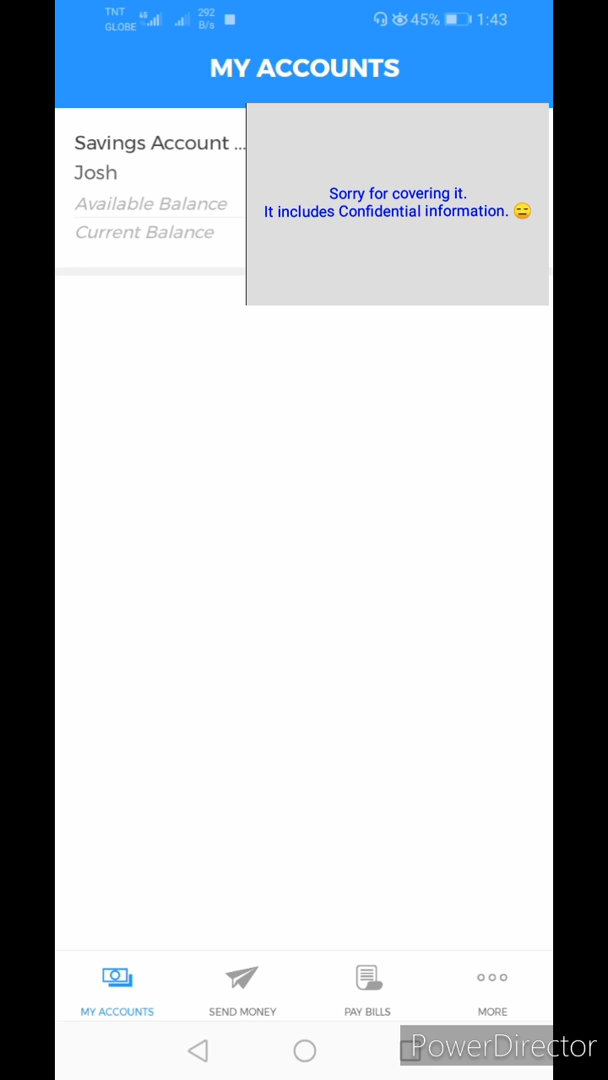 TNT
GLOBE
4G
292
B/s
45%
1:43
MY ACCOUNTS
Savings Account ...
Josh
Available Balance
Current Balance
Sorry for covering it.
It includes Confidential information. 😑
MY ACCOUNTS
SEND MONEY
PAY BILLS
MORE
PowerDirector